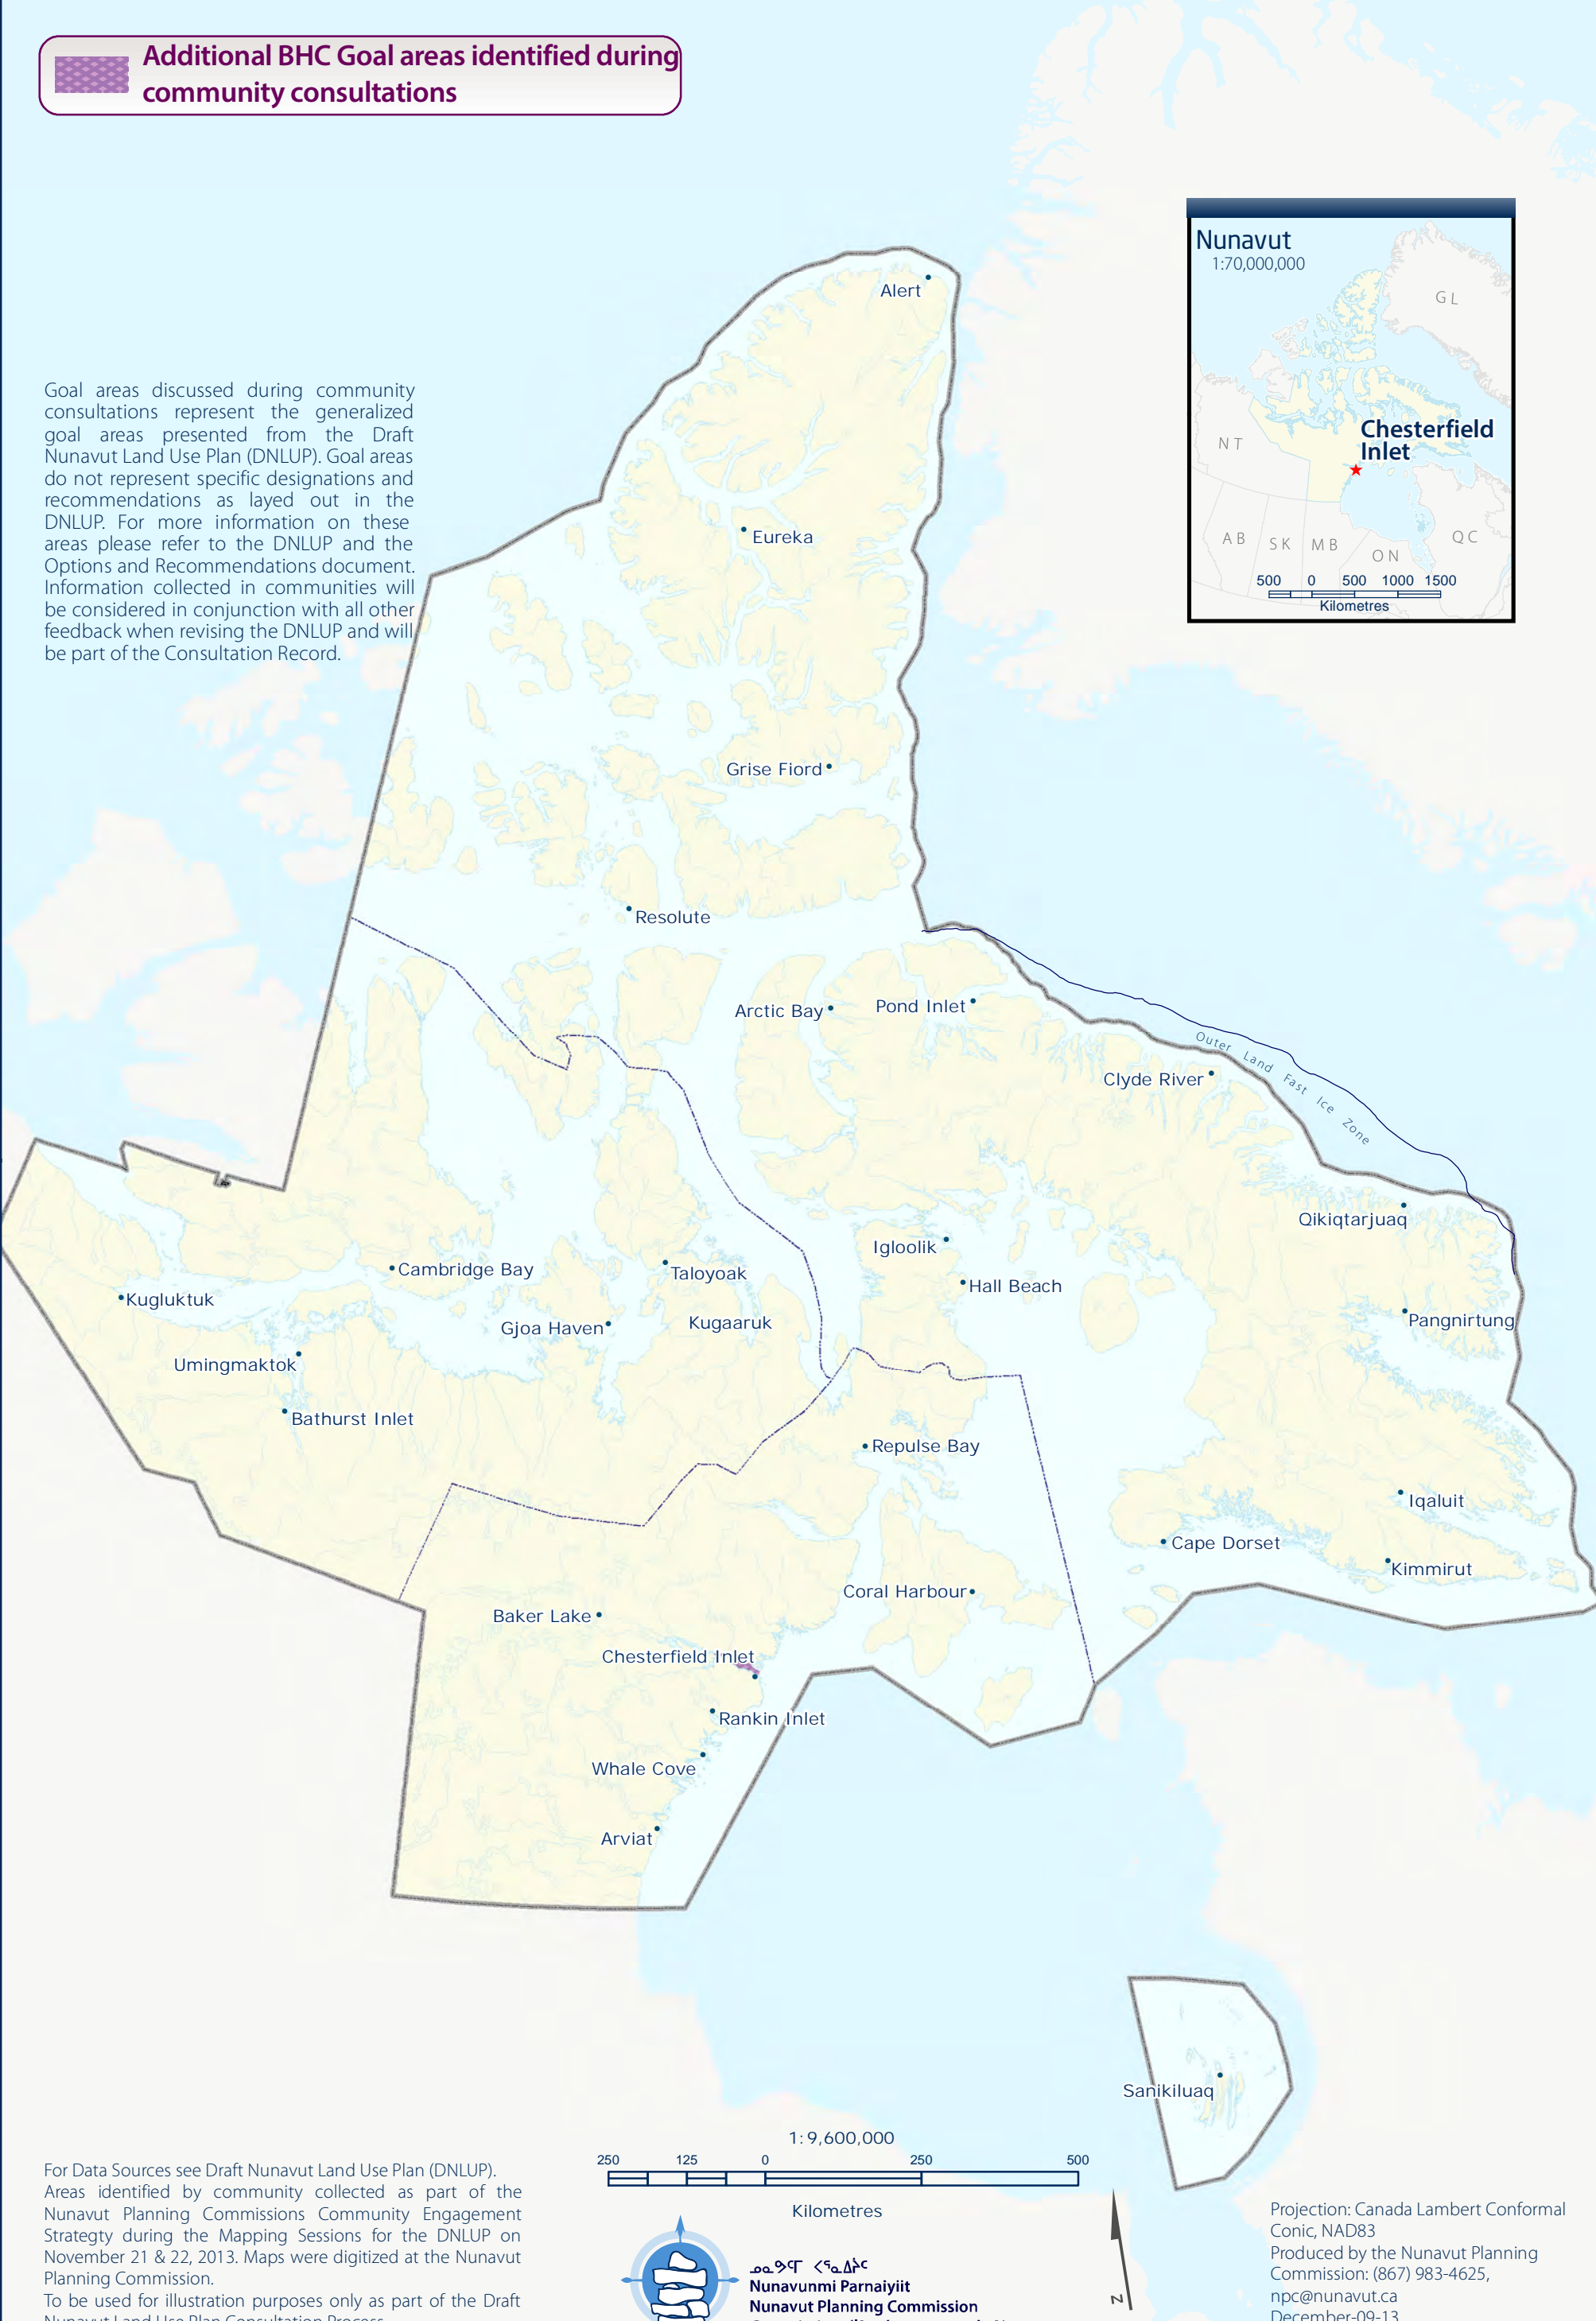 Additional BHC Goal areas identified during
community consultations
Nunavut
1:70,000,000
GL
NT
Chesterfield
Inlet
AB
SK
MB
ON
QC
500 0 500 1000 1500
Kilometres
Goal areas discussed during community
consultations represent the generalized
goal areas presented from the Draft
Nunavut Land Use Plan (DNLUP). Goal areas
do not represent specific designations and
recommendations as layed out in the
DNLUP. For more information on these
areas please refer to the DNLUP and the
Options and Recommendations document.
Information collected in communities will
be considered in conjunction with all other
feedback when revising the DNLUP and will
be part of the Consultation Record.
Alert
Eureka
Grise Fiord
Resolute
Arctic Bay
Pond Inlet
Outer Land Fast Ice Zone
Clyde River
Qikiqtarjuaq
Igloolik
Cambridge Bay
Taloyoak
Hall Beach
Kugluktuk
Gjoa Haven
Kugaaruk
Pangnirtung
Umingmaktok
Bathurst Inlet
Repulse Bay
Iqaluit
Cape Dorset
Kimmirut
Coral Harbour
Baker Lake
Chesterfield Inlet
Rankin Inlet
Whale Cove
Arviat
Sanikiluaq
1:9,600,000
250 125 0 250 500
Kilometres
For Data Sources see Draft Nunavut Land Use Plan (DNLUP).
Areas identified by community collected as part of the
Nunavut Planning Commissions Community Engagement
Strategty during the Mapping Sessions for the DNLUP on
November 21 & 22, 2013. Maps were digitized at the Nunavut
Planning Commission.
To be used for illustration purposes only as part of the Draft
Nunavut Land Use Plan Consultation Process.
ᓄᓇᕗᒻᒥ ᐸᕐᓇᐃᔨᑦ
Nunavunmi Parnaiyiit
Nunavut Planning Commission
N
Projection: Canada Lambert Conformal
Conic, NAD83
Produced by the Nunavut Planning
Commission: (867) 983-4625,
npc@nunavut.ca
December-09-13